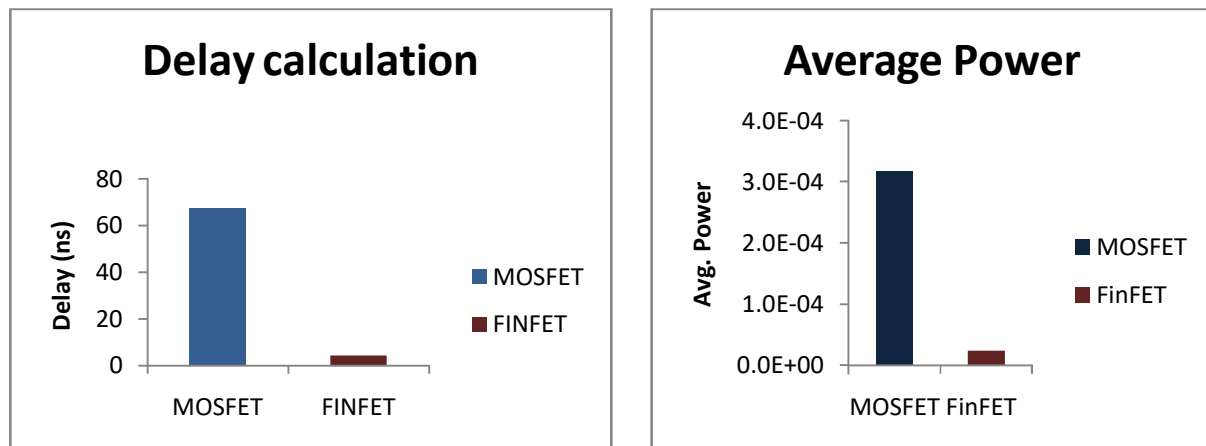 Delay calculation
80
60
40
20
0
Delay (ns)
MOSFET FINFET
MOSFET
FINFET
Average Power
4.0E-04
3.0E-04
2.0E-04
1.0E-04
0.0E+00
Avg. Power
MOSFET FinFET
MOSFET
FinFET